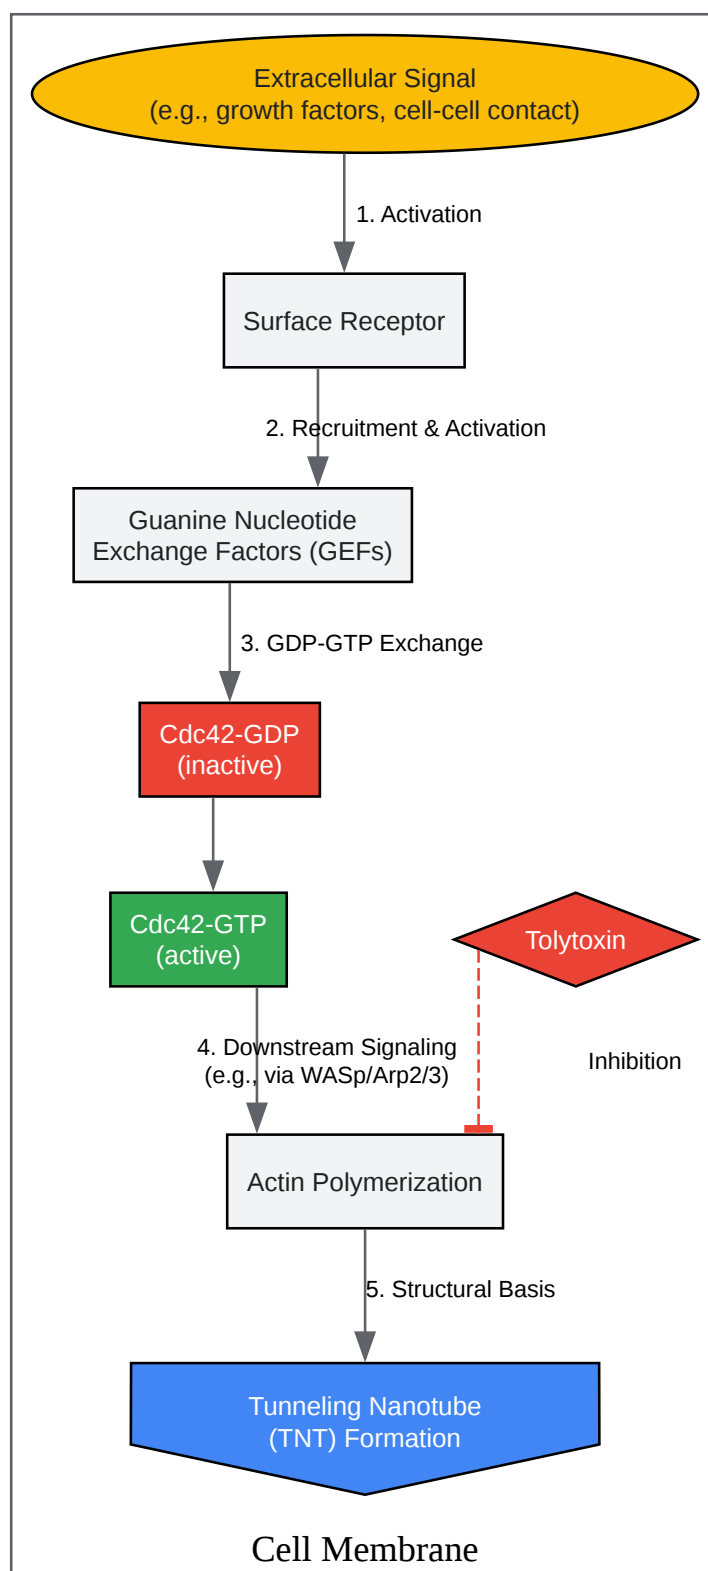 Extracellular Signal
(e.g., growth factors, cell-cell contact)
1. Activation
Surface Receptor
2. Recruitment & Activation
Guanine Nucleotide
Exchange Factors (GEFs)
3. GDP-GTP Exchange
Cdc42-GDP
(inactive)
Cdc42-GTP
(active)
Tolytoxin
4. Downstream Signaling
(e.g., via WASp/Arp2/3)
Inhibition
Actin Polymerization
5. Structural Basis
Tunneling Nanotube
(TNT) Formation
Cell Membrane